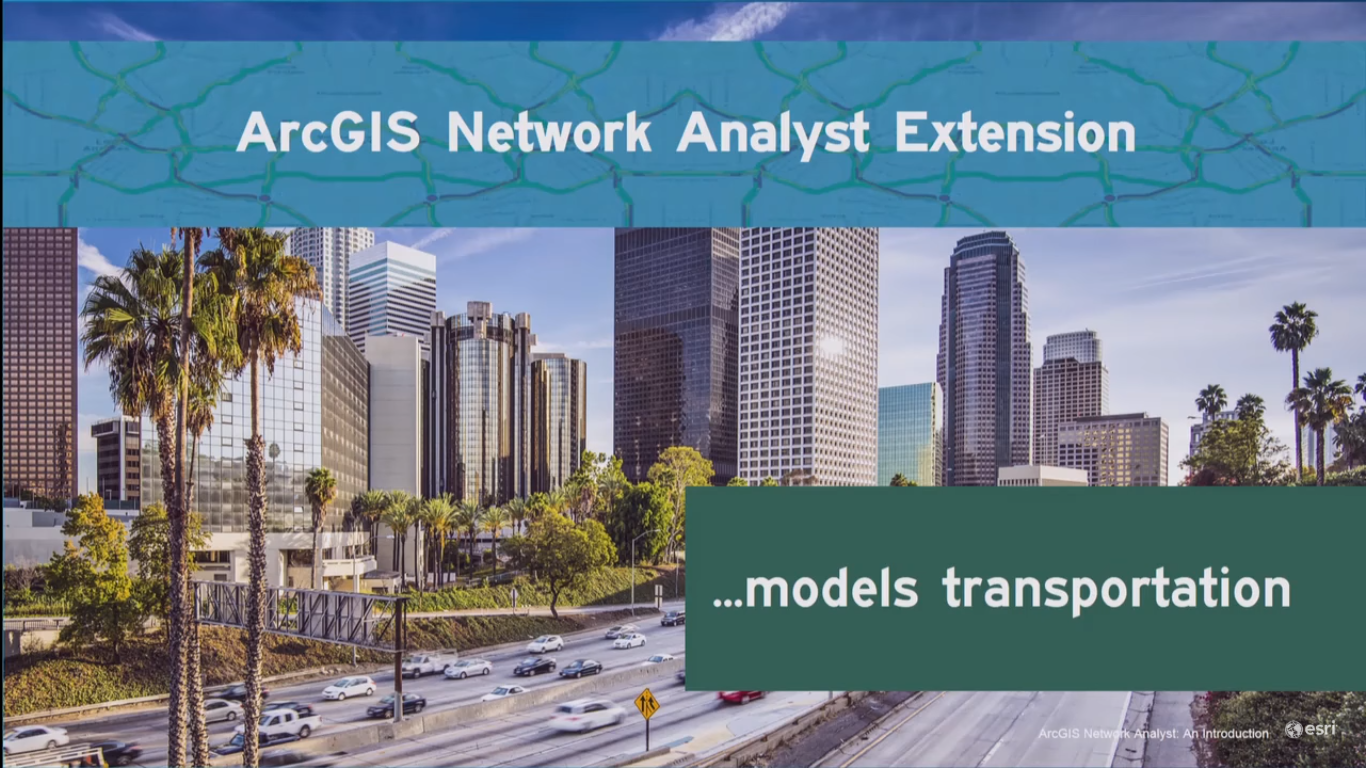 ArcGIS Network Analyst Extension
...models transportation
ArcGIS Network Analyst: An Introduction
esri